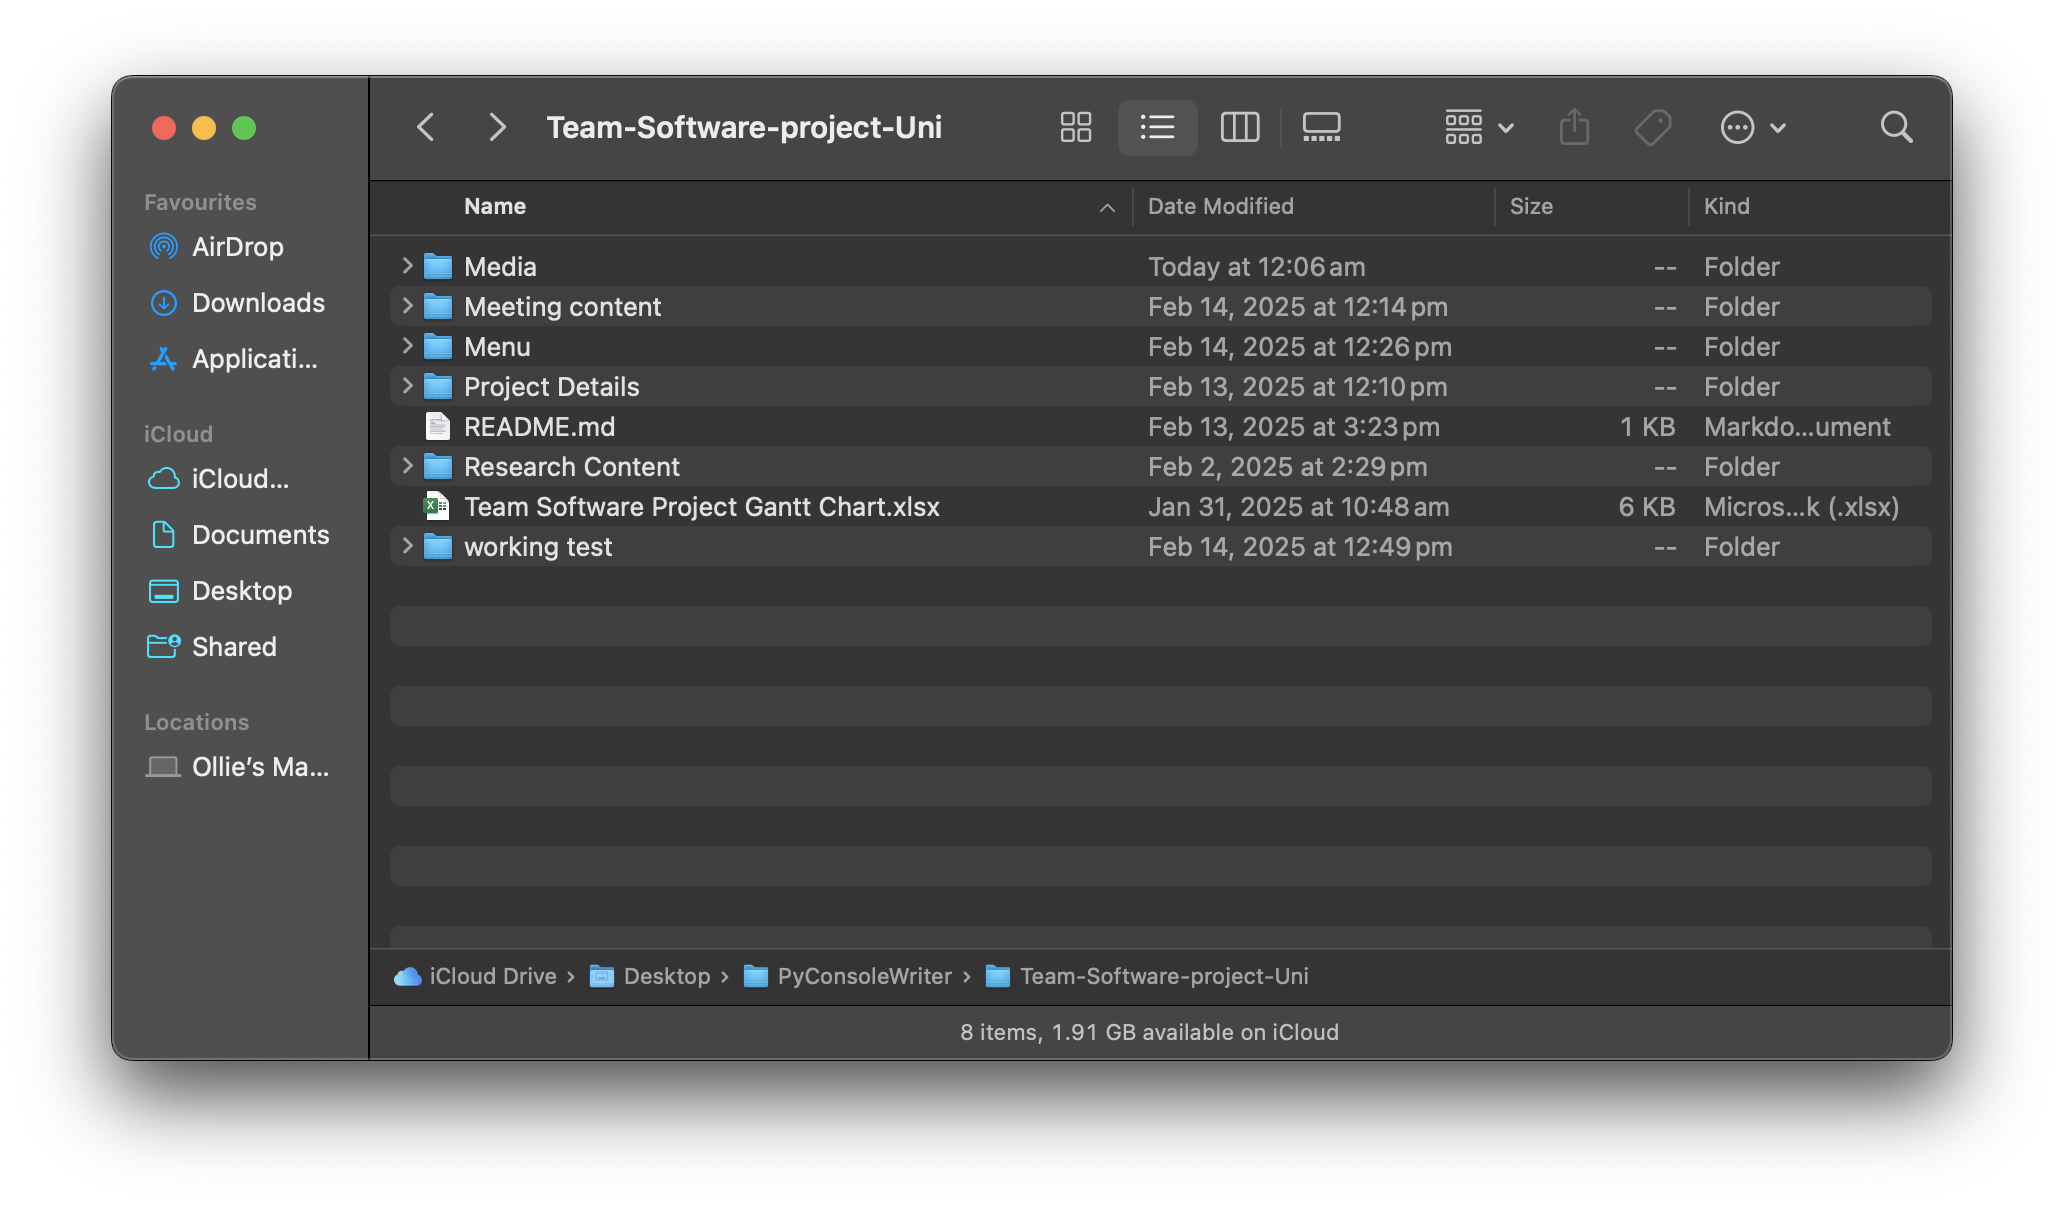 Team-Software-project-Uni
Favourites
AirDrop
Downloads
Applicati...
iCloud
iCloud...
Documents
Desktop
Shared
Locations
Ollie’s Ma...
Name Date Modified Size Kind
Media Today at 12:06 am -- Folder
Meeting content Feb 14, 2025 at 12:14 pm -- Folder
Menu Feb 14, 2025 at 12:26 pm -- Folder
Project Details Feb 13, 2025 at 12:10 pm -- Folder
README.md Feb 13, 2025 at 3:23 pm 1 KB Markdo...ument
Research Content Feb 2, 2025 at 2:29 pm -- Folder
Team Software Project Gantt Chart.xlsx Jan 31, 2025 at 10:48 am 6 KB Micros...k (.xlsx)
working test Feb 14, 2025 at 12:49 pm -- Folder
iCloud Drive › Desktop › PyConsoleWriter › Team-Software-project-Uni
8 items, 1.91 GB available on iCloud